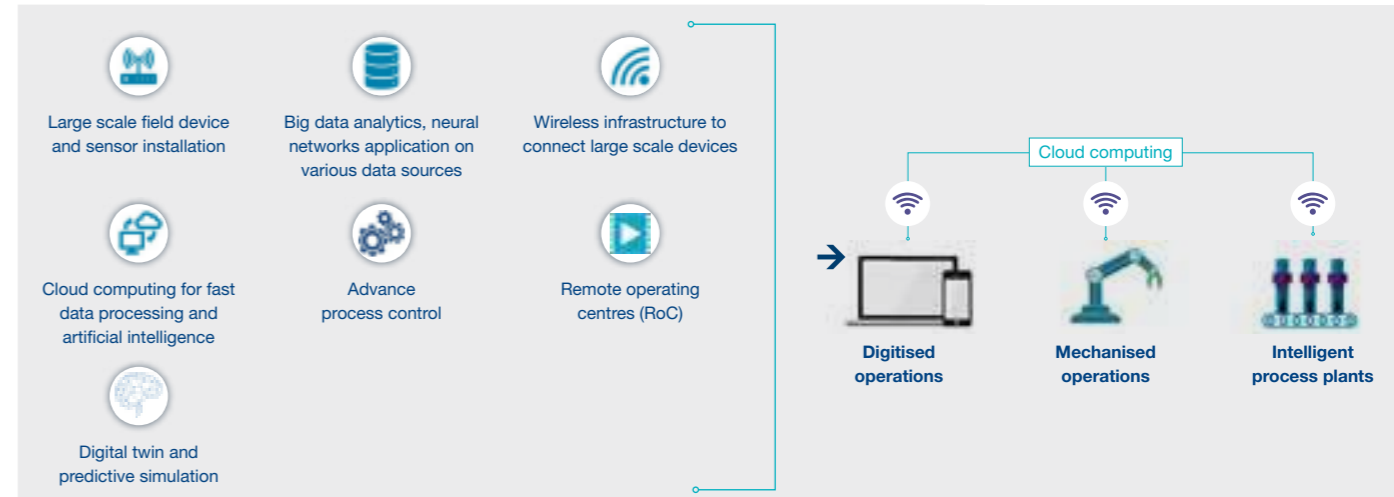 Large scale field device
and sensor installation
Big data analytics, neural
networks application on
various data sources
Wireless infrastructure to
connect large scale devices
Cloud computing for fast
data processing and
artificial intelligence
Advance
process control
Remote operating
centres (RoC)
Digital twin and
predictive simulation
Cloud computing
Digitised
operations
Mechanised
operations
Intelligent
process plants